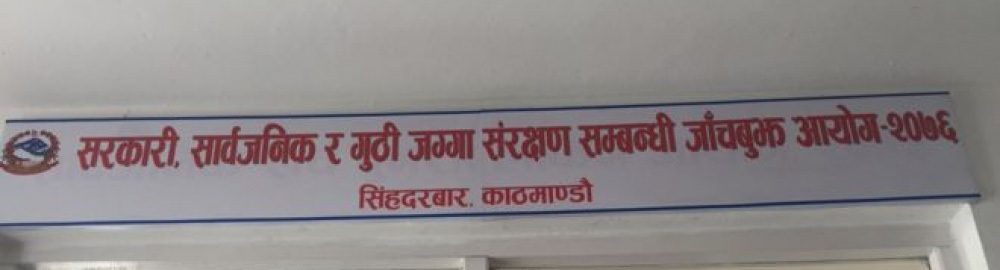 सरकारी, सार्वजनिक र गुठी जग्गा संरक्षण सम्बन्धी जाँचबुझ आयोग-२०७६
सिंहदरबार, काठमाण्डौ